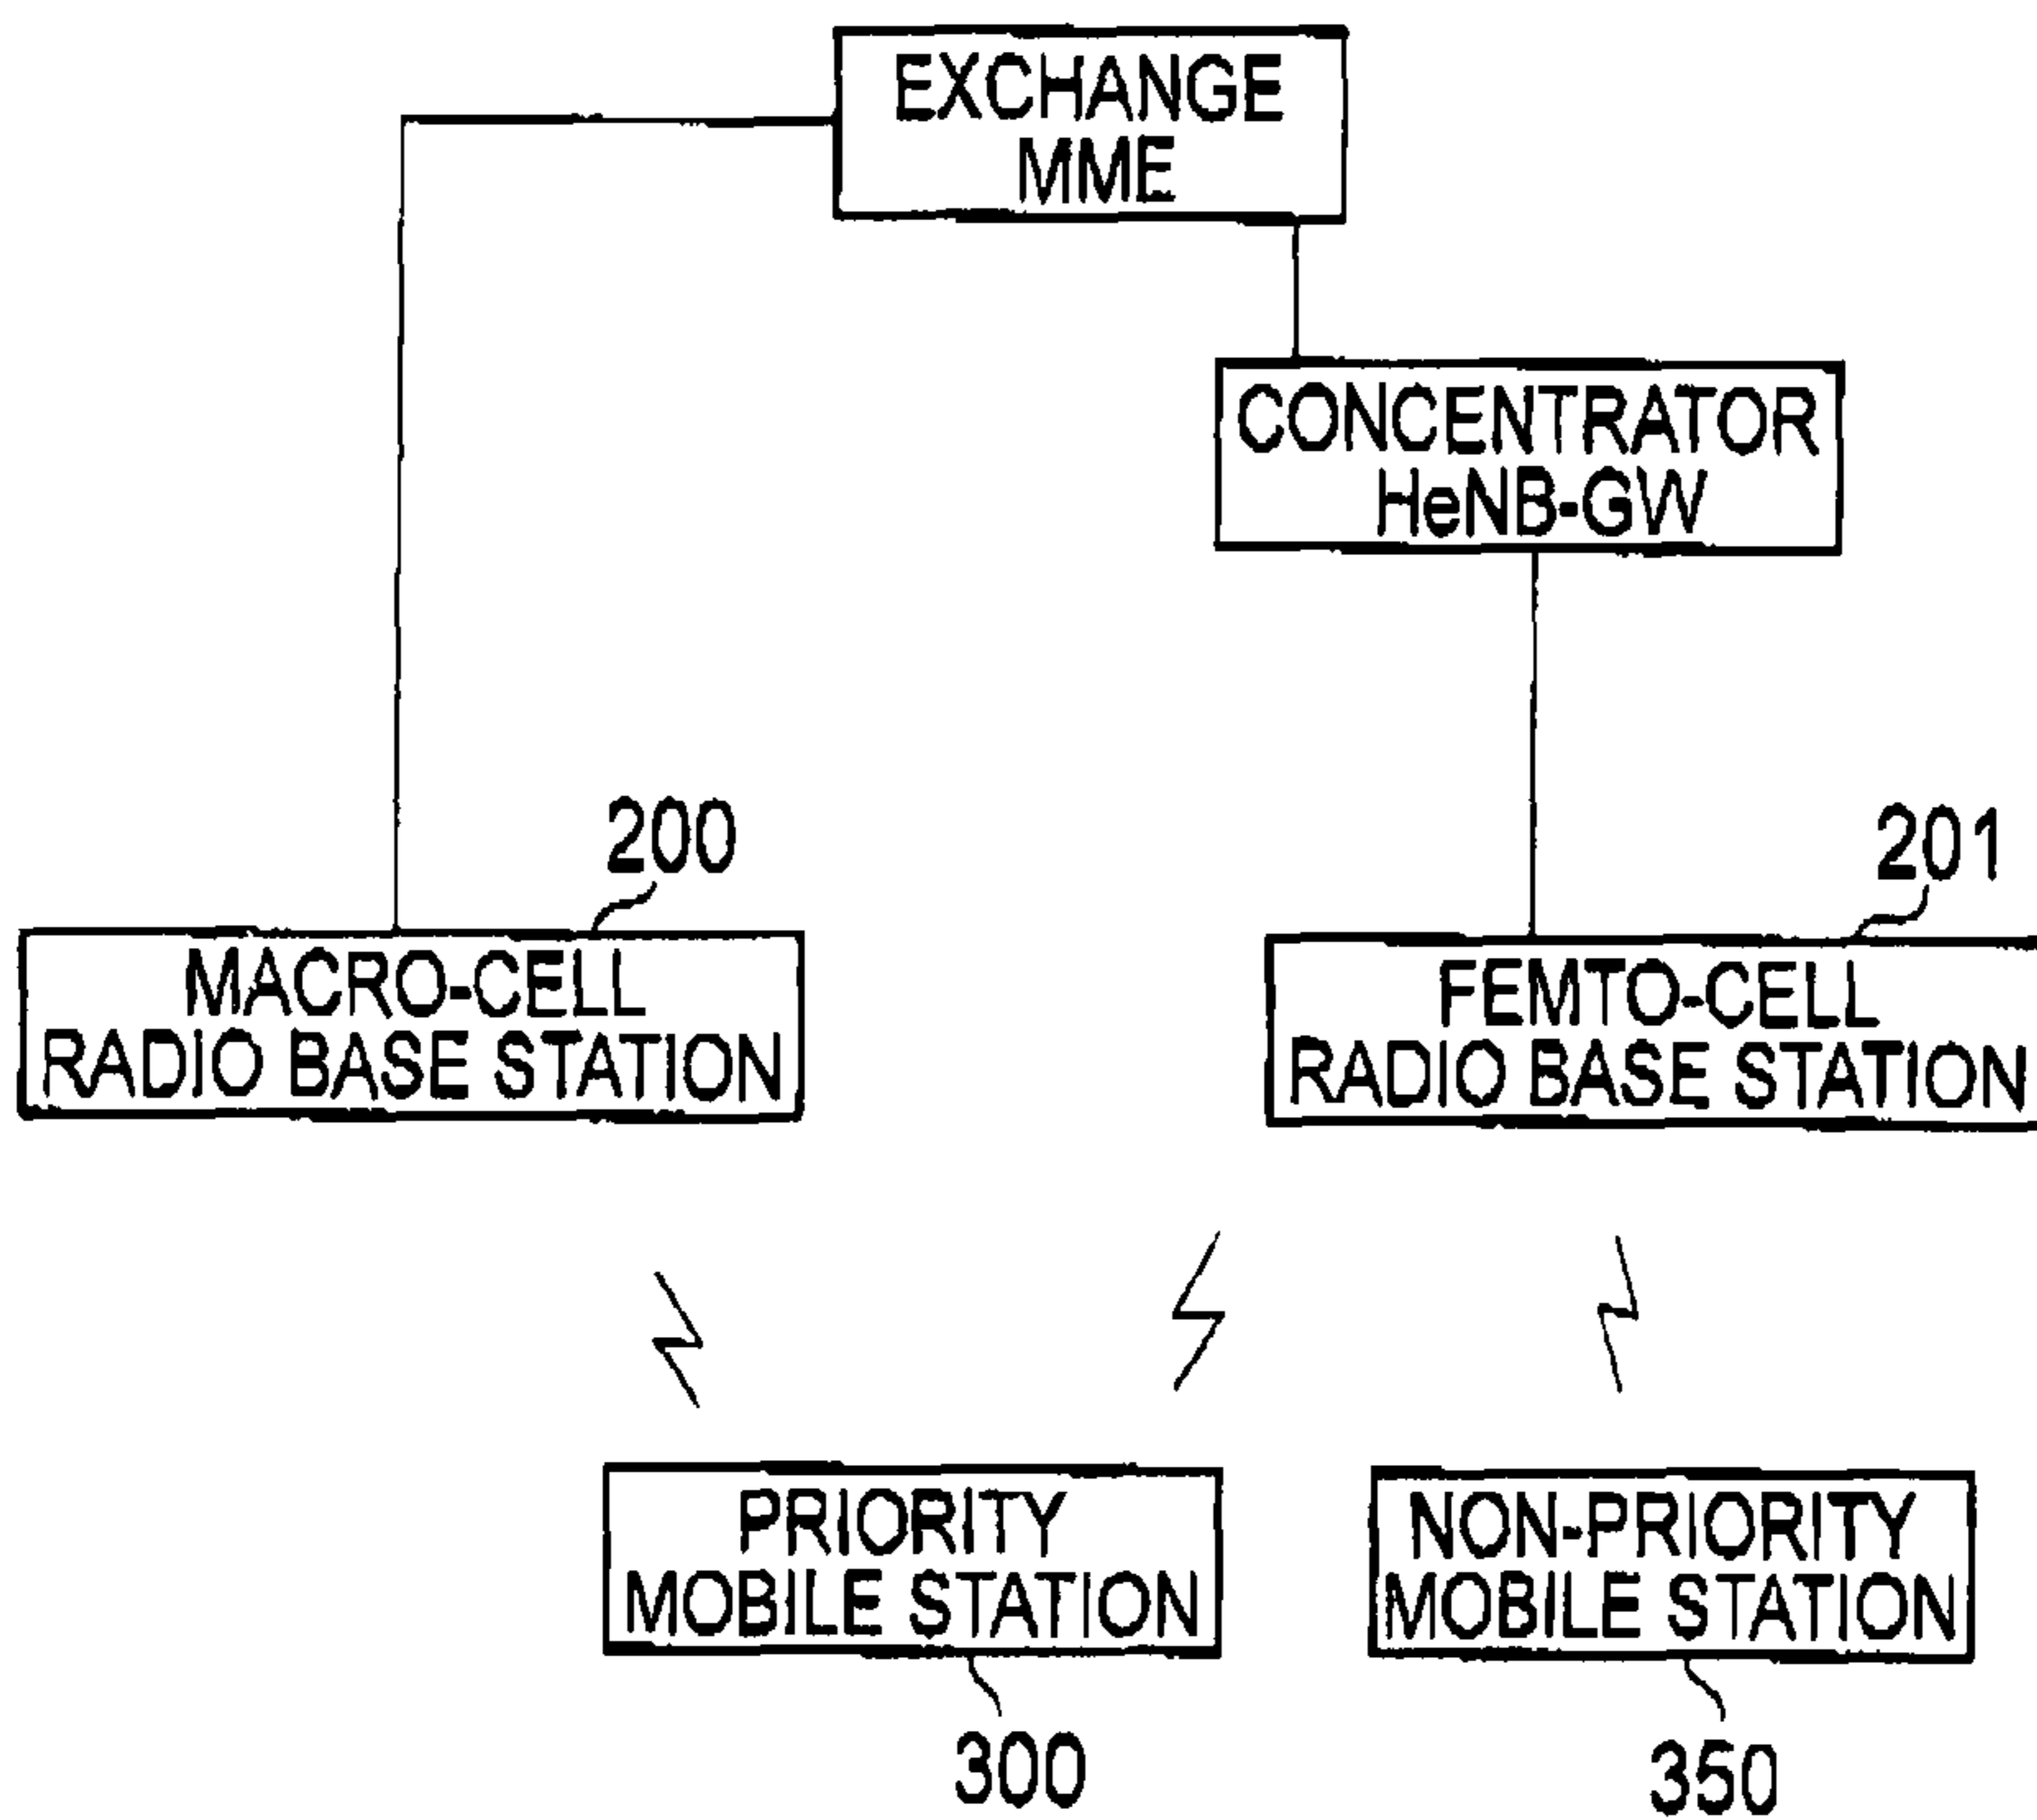 EXCHANGE
MME
CONCENTRATOR
HeNB-GW
200
201
MACRO-CELL
RADIO BASE STATION
FEMTO-CELL
RADIO BASE STATION
PRIORITY
MOBILE STATION
NON-PRIORITY
MOBILE STATION
300
350